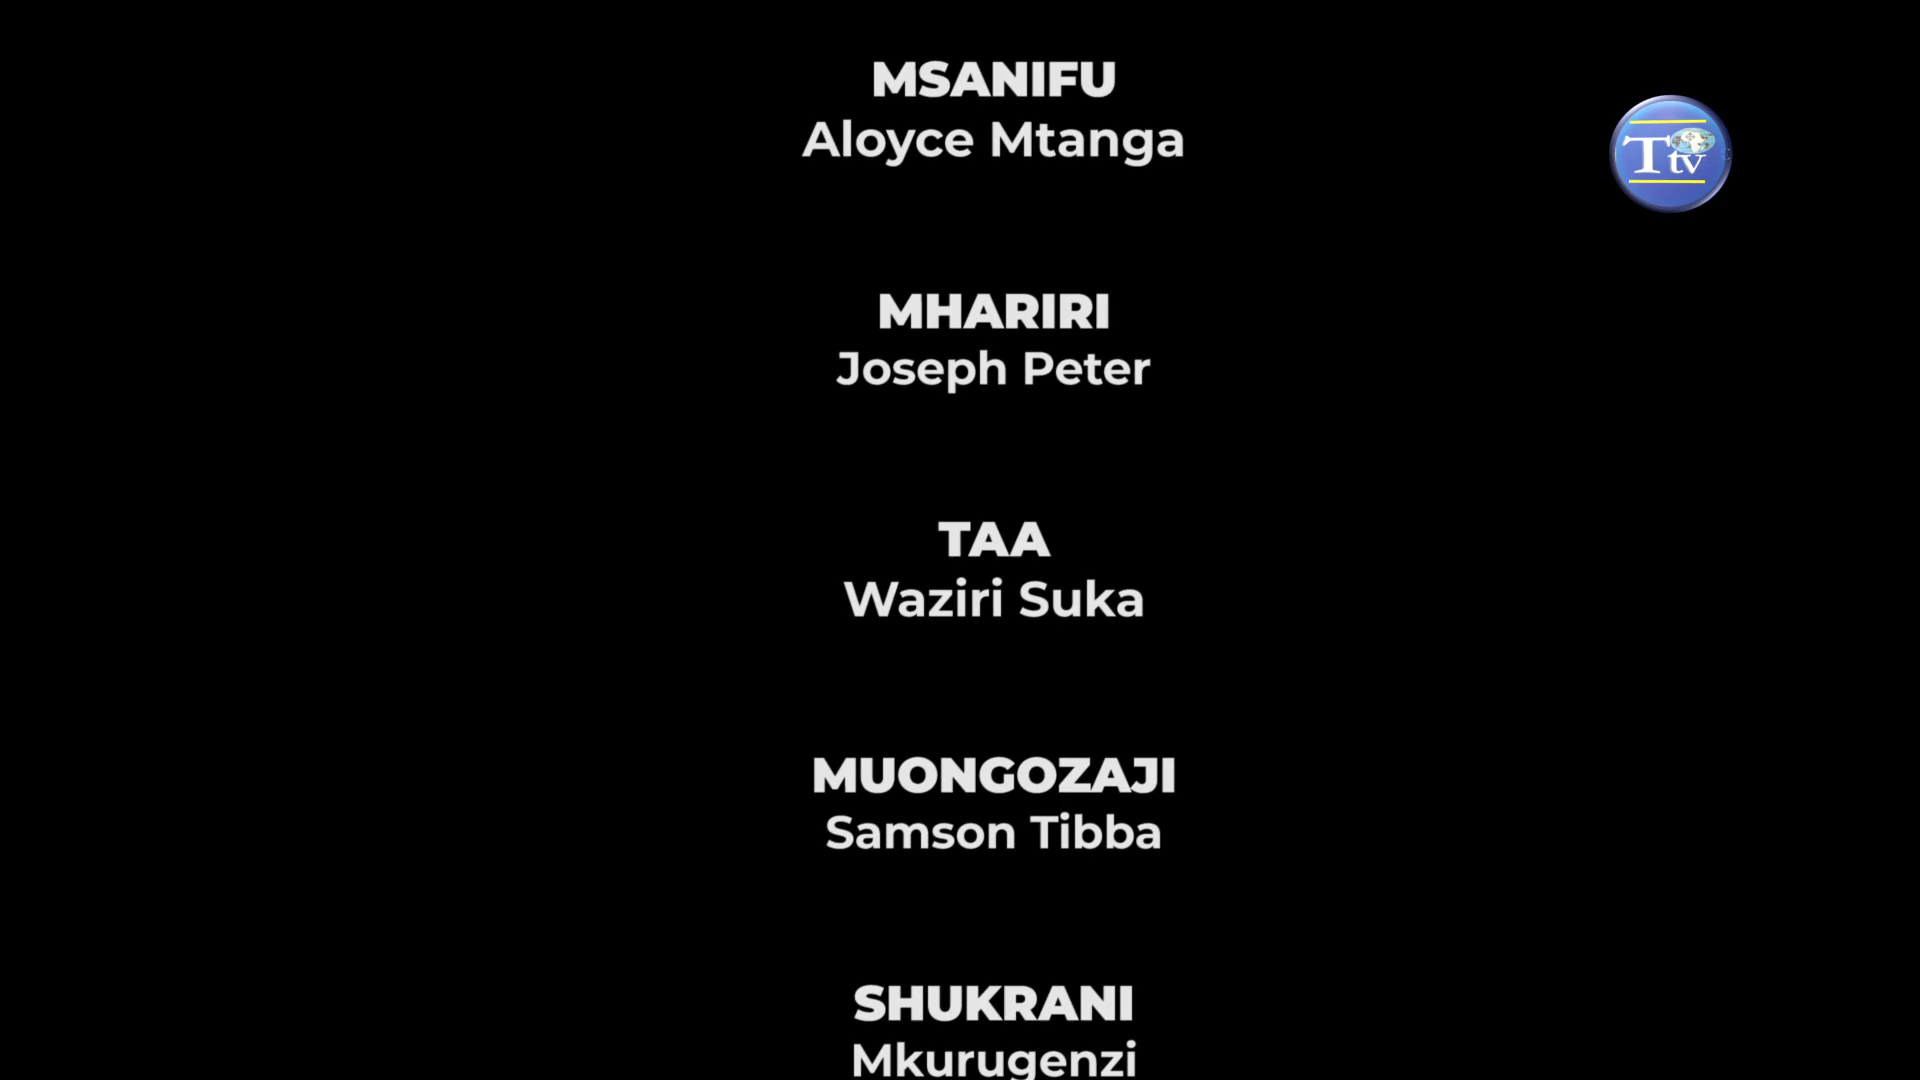 MSANIFU
Aloyce Mtanga
Ttv
MHARIRI
Joseph Peter
TAA
Waziri Suka
MUONGOZAJI
Samson Tibba
SHUKRANI
Mkurugenzi